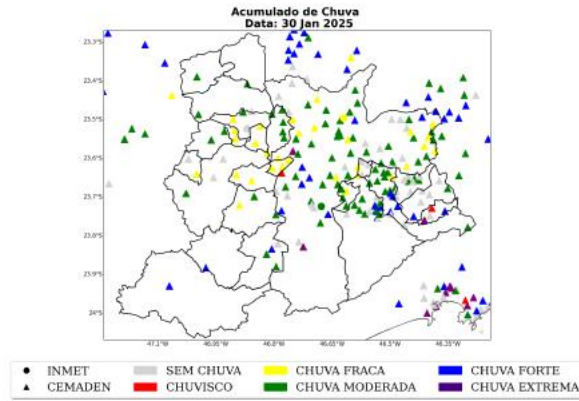 Acumulado de Chuva
Data: 30 Jan 2025
23.3°S
23.4°S
23.5°S
23.6°S
23.7°S
23.8°S
23.9°S
24°S
47.1°W
46.95°W
46.8°W
46.65°W
46.5°W
46.35°W
INMET
CEMADEN
SEM CHUVA
CHUVISCO
CHUVA FRACA
CHUVA MODERADA
CHUVA FORTE
CHUVA EXTREMA